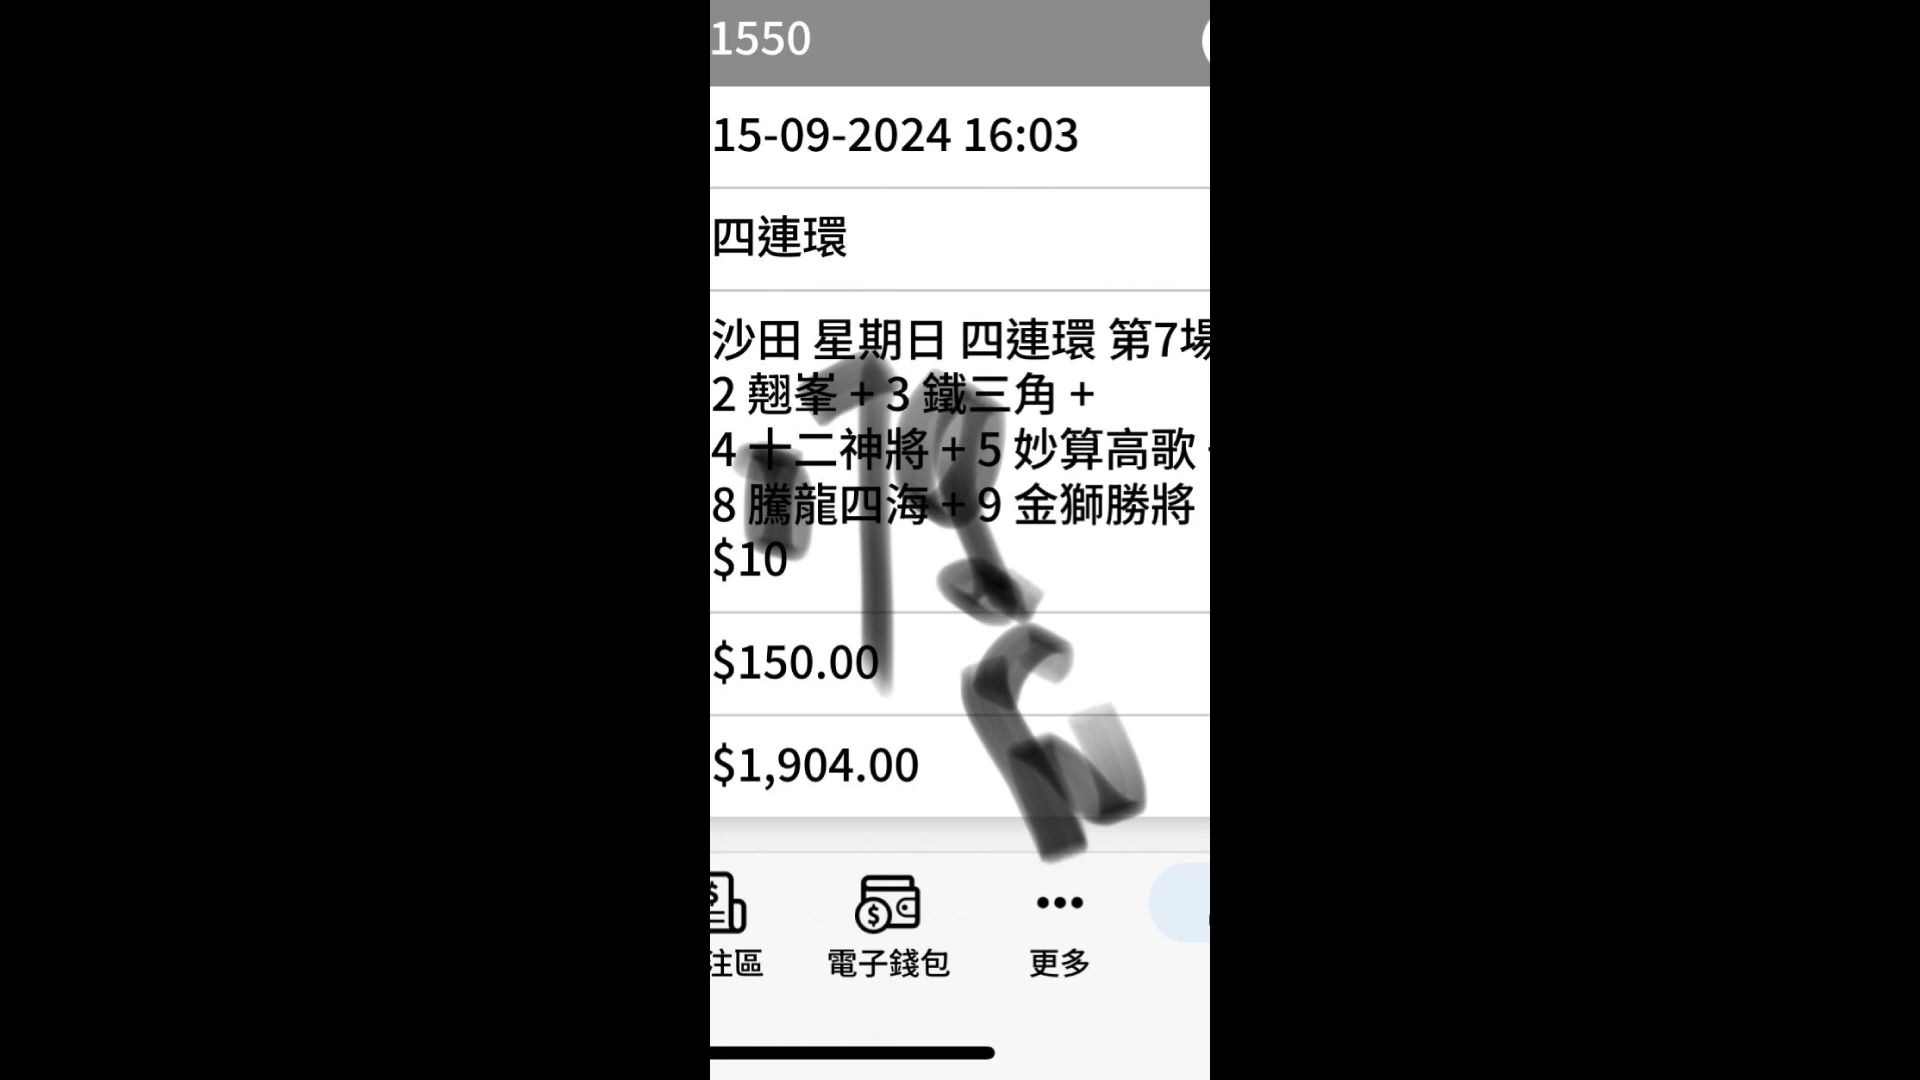 1550
15-09-2024 16:03
四連環
沙田 星期日 四連環 第7場
2 翹峯 + 3 鐵三角 +
4 十二神將 + 5 妙算高歌 +
8 騰龍四海 + 9 金獅勝將
$10
$150.00
$1,904.00
注區 電子錢包 更多